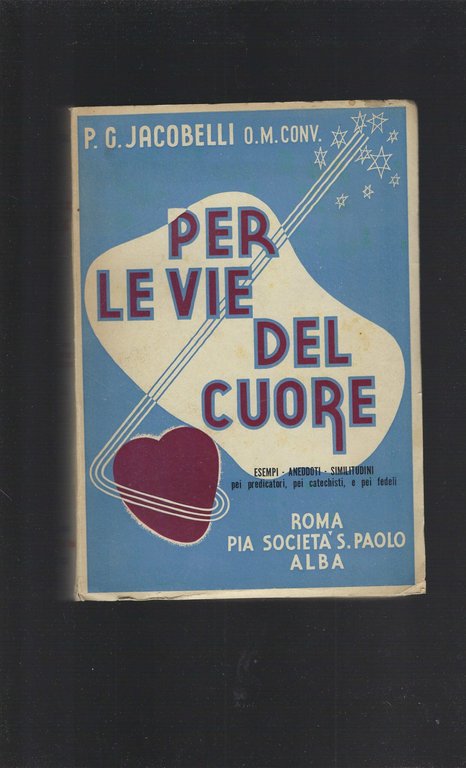 P. G. JACOBELLI O. M. CONV.
PER
LE VIE
DEL
CUORE
ESEMPI - ANEDDOTI - SIMILITUDINI
pei predicatori, pei catechisti, e pei fedeli
ROMA
PIA SOCIETÀ S. PAOLO
ALBA